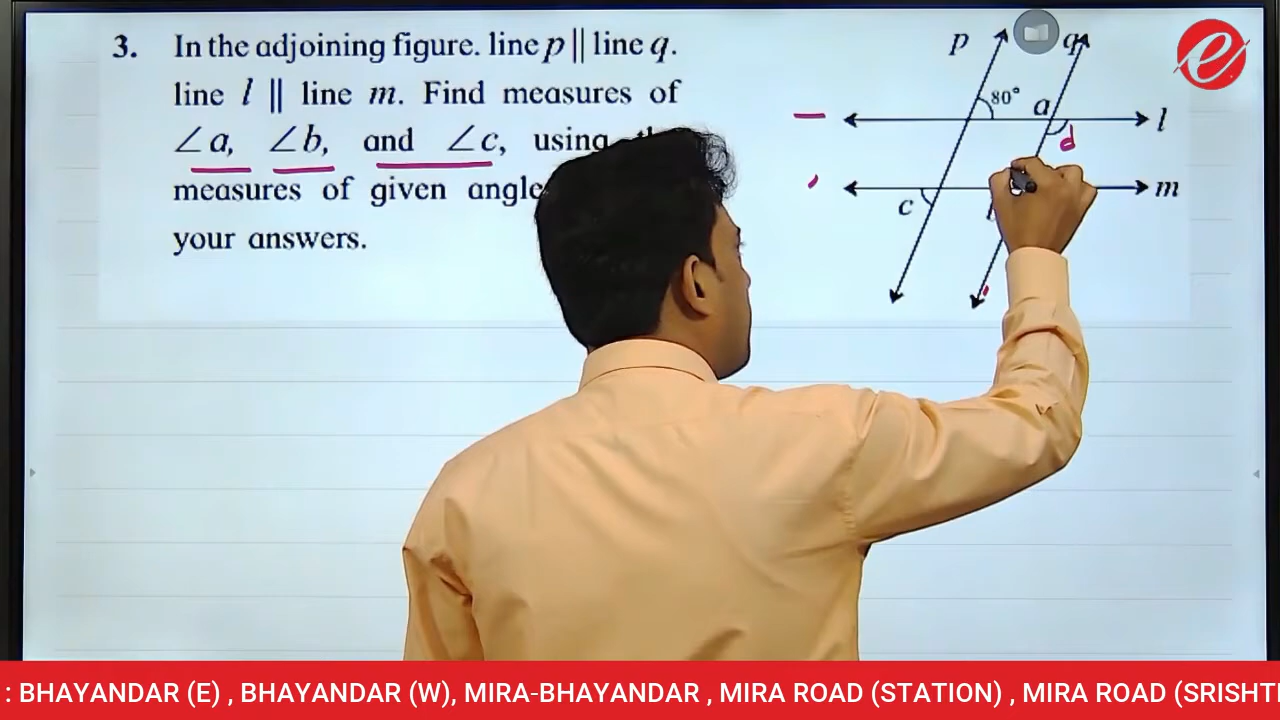 3. In the adjoining figure. line p || line q.
line l || line m. Find measures of
∠a, ∠b, and ∠c, using
measures of given angle
your answers.
p
q
80°
a
l
d
m
c
e
: BHAYANDAR (E) , BHAYANDAR (W), MIRA-BHAYANDAR , MIRA ROAD (STATION) , MIRA ROAD (SRISHTI